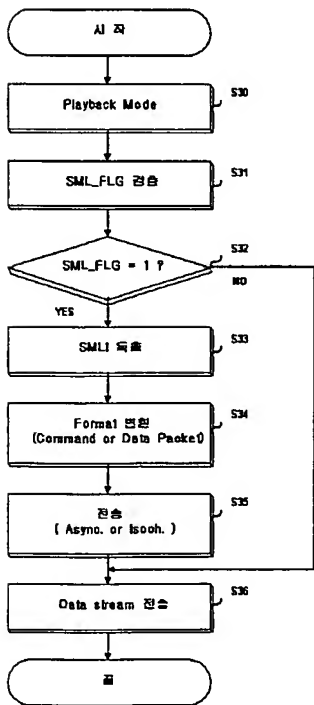 시 작
Playback Mode
S30
SML_FLG 검출
S31
SML_FLG = 1 ?
S32
NO
YES
SMLI 독출
S33
Format 변환
(Command or Data Packet)
S34
전송
( Async. or Isoch. )
S35
Data stream 전송
S36
끝